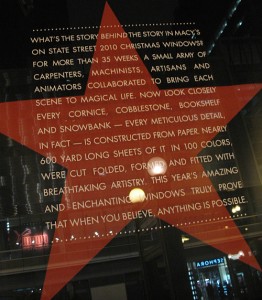 WHAT'S THE STORY BEHIND THE STORY IN MACY'S
ON STATE STREET 2010 CHRISTMAS WINDOWS?
FOR MORE THAN 35 WEEKS A SMALL ARMY OF
CARPENTERS, MACHINISTS, ARTISANS AND
ANIMATORS COLLABORATED TO BRING EACH
SCENE TO MAGICAL LIFE. NOW LOOK CLOSELY
EVERY CORNICE, COBBLESTONE, BOOKSHELF
AND SNOWBANK — EVERY METICULOUS DETAIL,
IN FACT — IS CONSTRUCTED FROM PAPER. NEARLY
600 YARD LONG SHEETS OF IT IN 100 COLORS,
WERE CUT FOLDED, FORMED AND FITTED WITH
BREATHTAKING ARTISTRY. THIS YEAR'S AMAZING
AND ENCHANTING WINDOWS TRULY PROVE
THAT WHEN YOU BELIEVE, ANYTHING IS POSSIBLE.
SEPHORA